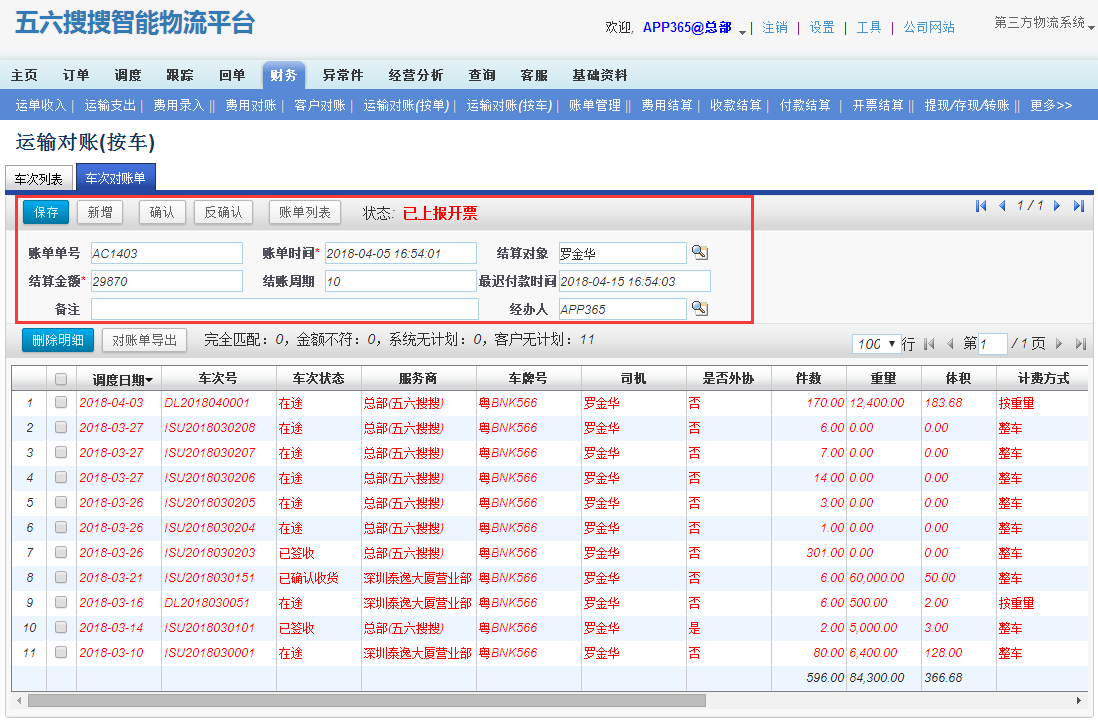 五六搜搜智能物流平台
欢迎, APP365@总部 | 注销 | 设置 | 工具 | 公司网站 第三方物流系统
主页 订单 调度 跟踪 回单 财务 异常件 经营分析 查询 客服 基础资料
运单收入 | 运输支出 | 费用录入 || 费用对账 | 客户对账 | 运输对账(按单) | 运输对账(按车) | 账单管理 || 费用结算 | 收款结算 | 付款结算 | 开票结算 || 提现/存现/转账 || 更多>>
运输对账(按车)
车次列表 车次对账单
保存 新增 确认 反确认 账单列表 状态: 已上报开票 1 / 1
账单单号 AC1403 账单时间* 2018-04-05 16:54:01 结算对象 罗金华
结算金额* 29870 结账周期 10 最迟付款时间 2018-04-15 16:54:03
备注 经办人 APP365
删除明细 对账单导出 完全匹配: 0, 金额不符: 0, 系统无计划: 0, 客户无计划: 11 100 行 第 1 / 1 页
调度日期 车次号 车次状态 服务商 车牌号 司机 是否外协 件数 重量 体积 计费方式
1 2018-04-03 DL2018040001 在途 总部(五六搜搜) 粤BNK566 罗金华 否 170.00 12,400.00 183.68 按重量
2 2018-03-27 ISU2018030208 在途 总部(五六搜搜) 粤BNK566 罗金华 否 6.00 0.00 0.00 整车
3 2018-03-27 ISU2018030207 在途 总部(五六搜搜) 粤BNK566 罗金华 否 7.00 0.00 0.00 整车
4 2018-03-27 ISU2018030206 在途 总部(五六搜搜) 粤BNK566 罗金华 否 14.00 0.00 0.00 整车
5 2018-03-26 ISU2018030205 在途 总部(五六搜搜) 粤BNK566 罗金华 否 3.00 0.00 0.00 整车
6 2018-03-26 ISU2018030204 在途 总部(五六搜搜) 粤BNK566 罗金华 否 1.00 0.00 0.00 整车
7 2018-03-26 ISU2018030203 已签收 总部(五六搜搜) 粤BNK566 罗金华 否 301.00 0.00 0.00 整车
8 2018-03-21 ISU2018030151 已确认收货 深圳泰逸大厦营业部 粤BNK566 罗金华 否 6.00 60,000.00 50.00 整车
9 2018-03-16 DL2018030051 在途 深圳泰逸大厦营业部 粤BNK566 罗金华 否 6.00 500.00 2.00 按重量
10 2018-03-14 ISU2018030101 已签收 总部(五六搜搜) 粤BNK566 罗金华 是 2.00 5,000.00 3.00 整车
11 2018-03-10 ISU2018030001 在途 深圳泰逸大厦营业部 粤BNK566 罗金华 否 80.00 6,400.00 128.00 整车
596.00 84,300.00 366.68